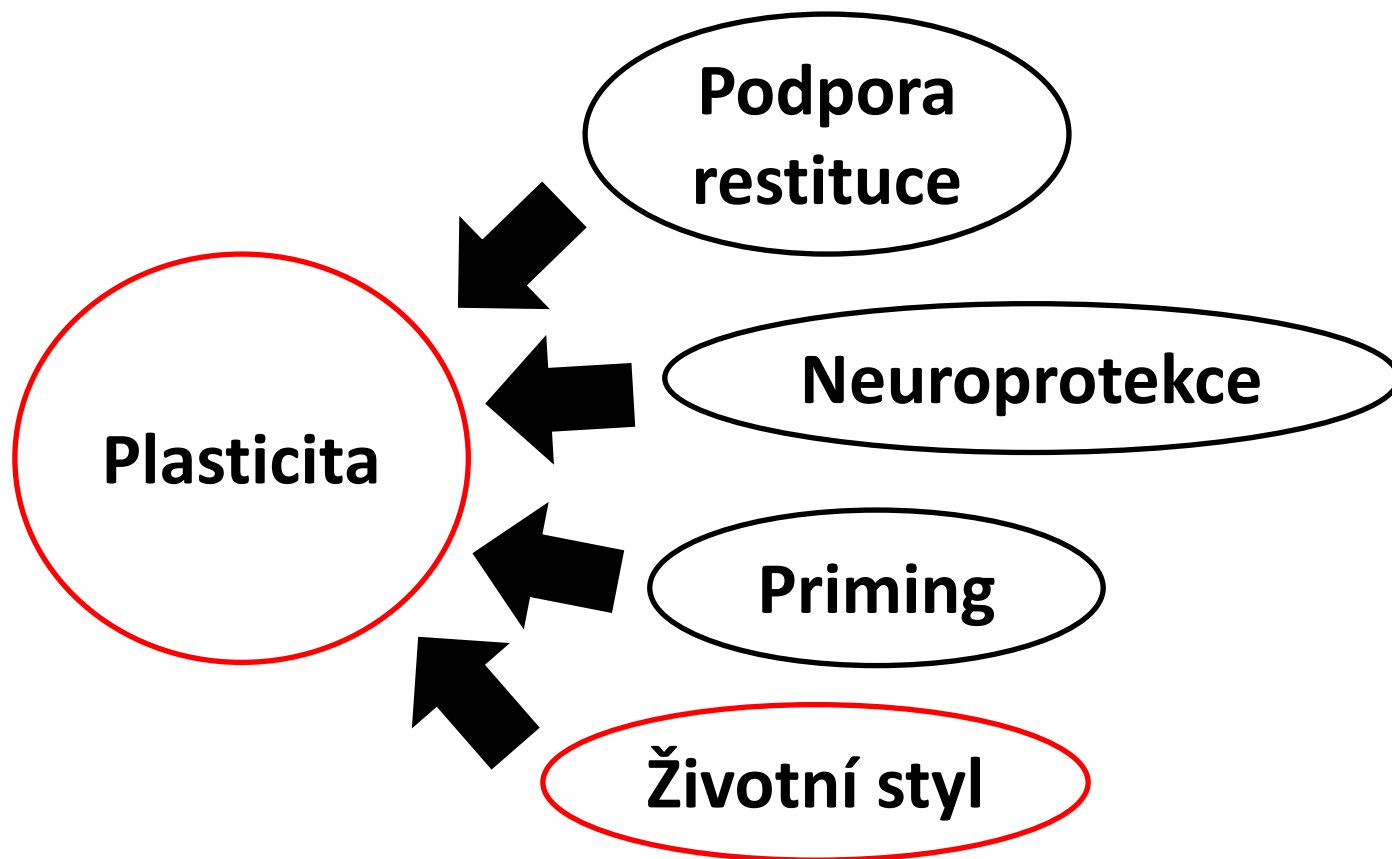 Podpora
restituce
Neuroprotekce
Plasticita
Priming
Životní styl